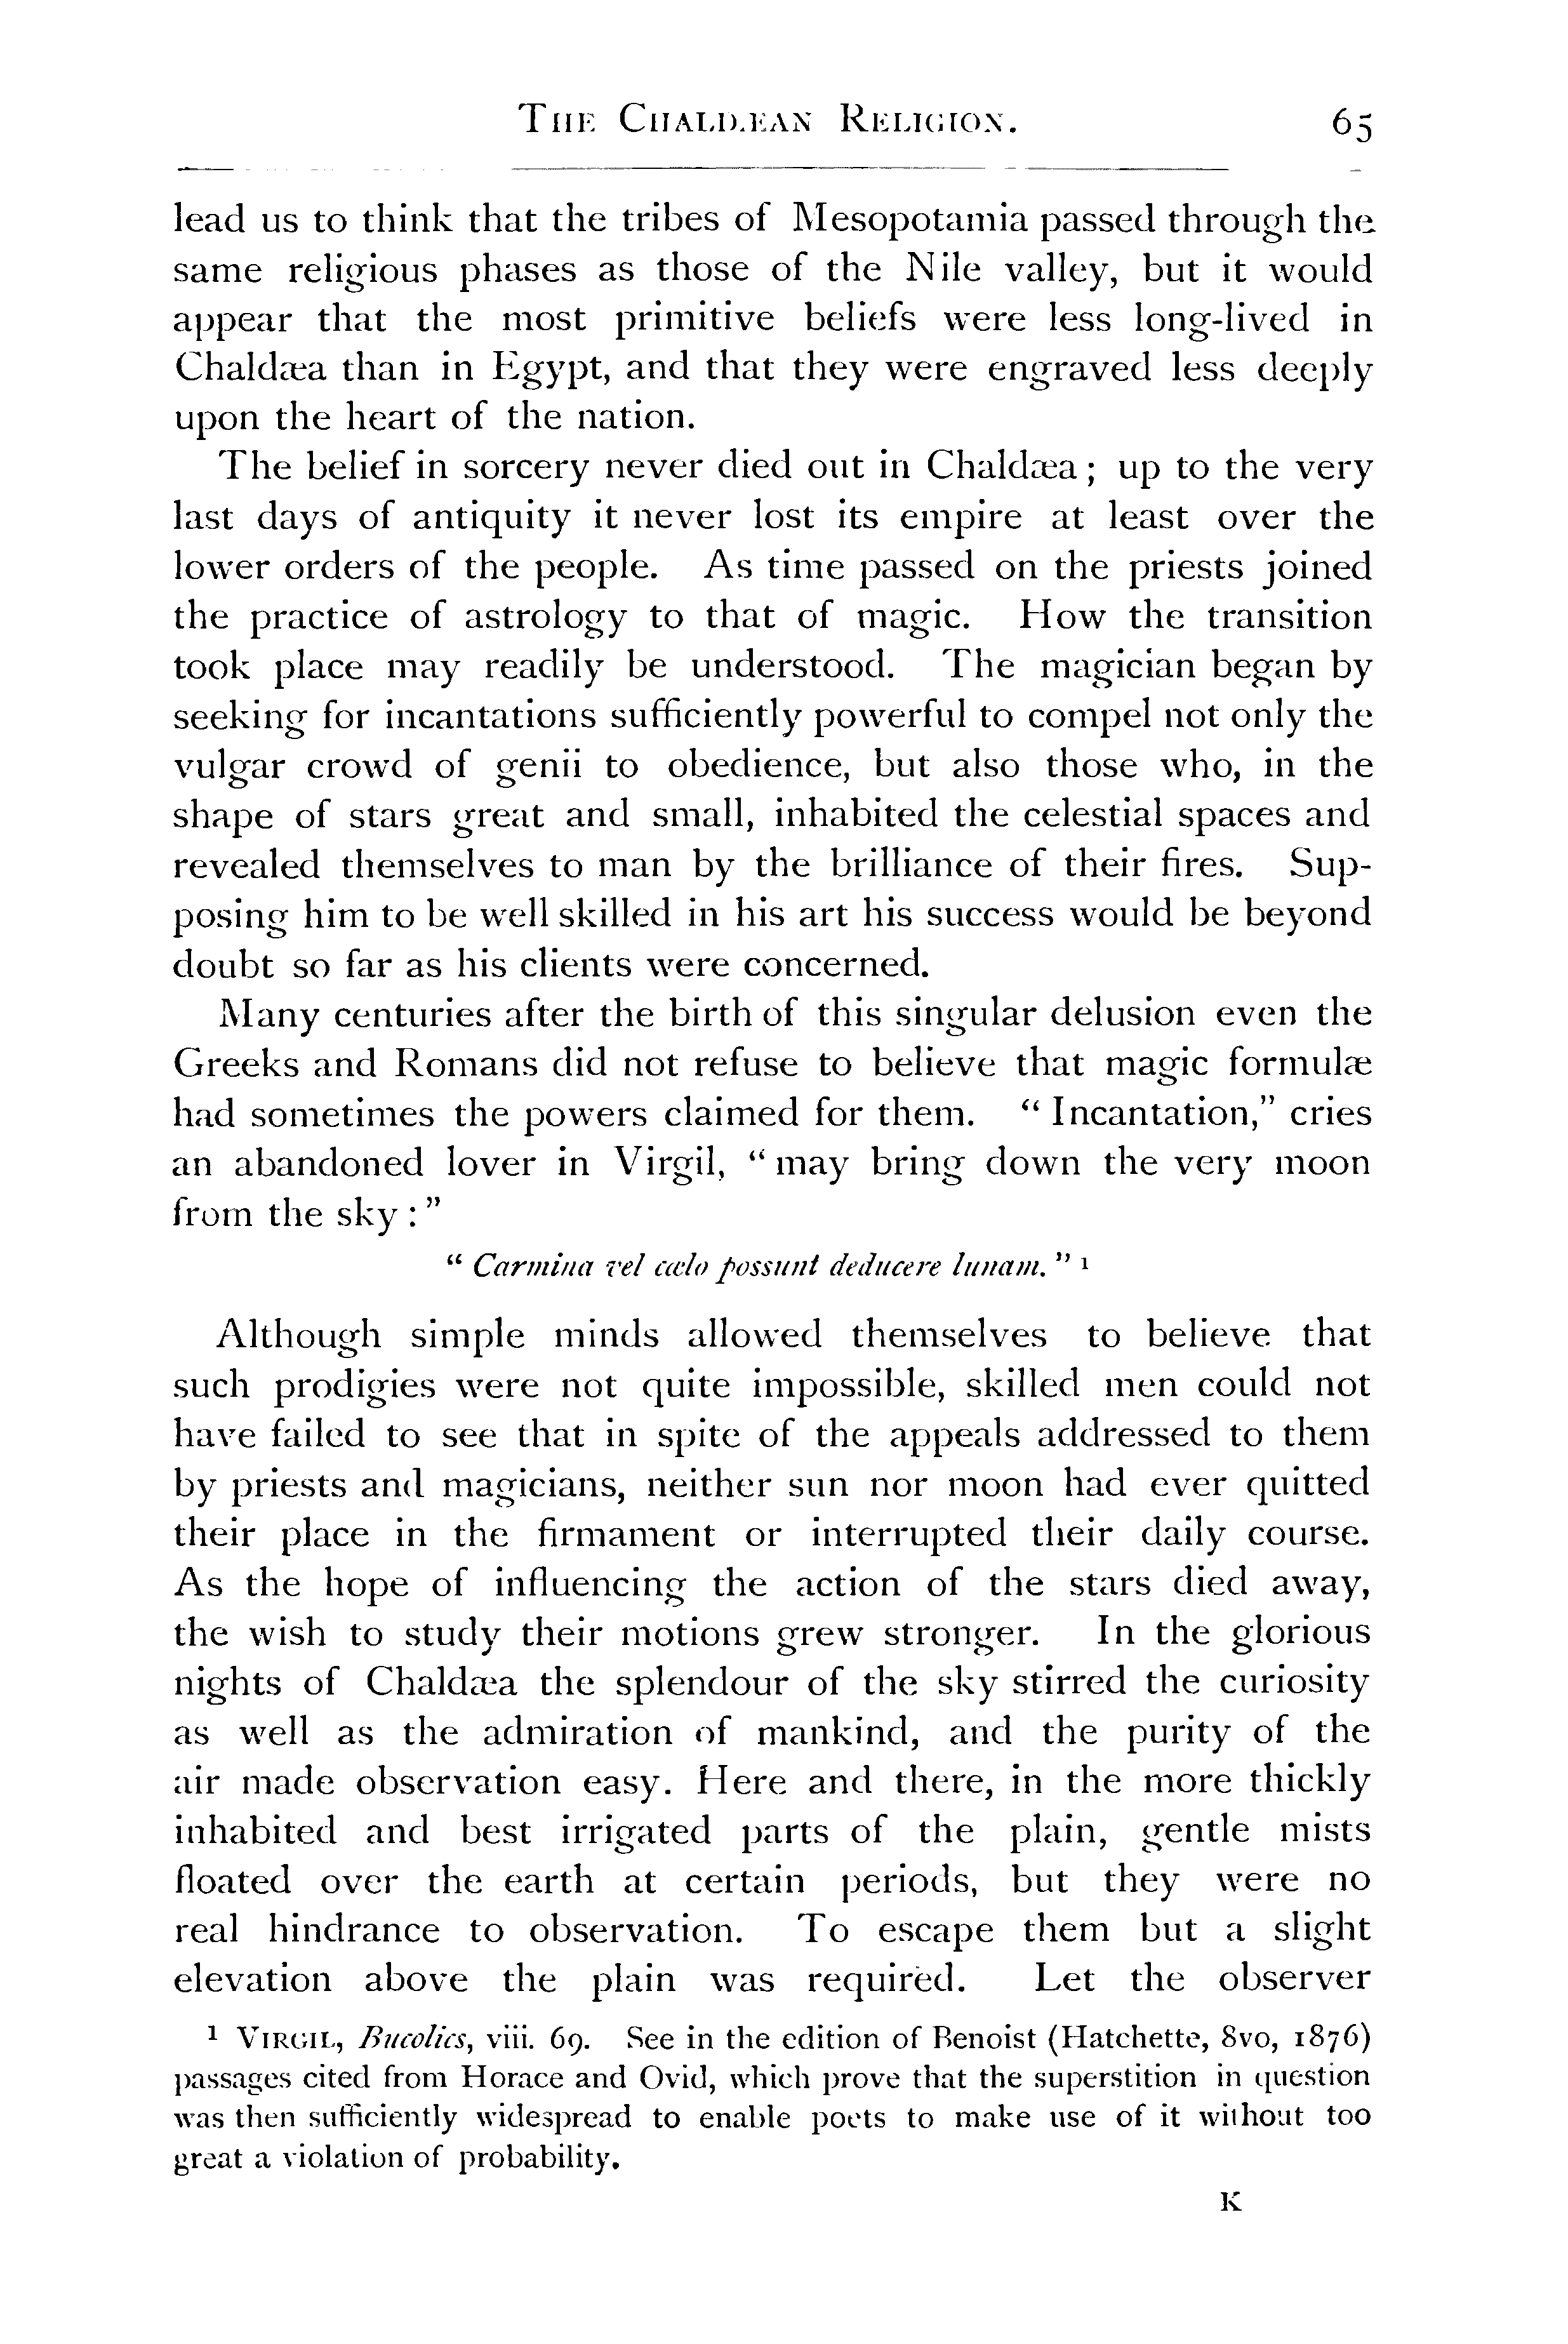 THE CHALDÆAN RELIGION. 65
lead us to think that the tribes of Mesopotamia passed through the
same religious phases as those of the Nile valley, but it would
appear that the most primitive beliefs were less long-lived in
Chaldæa than in Egypt, and that they were engraved less deeply
upon the heart of the nation.
The belief in sorcery never died out in Chaldæa; up to the very
last days of antiquity it never lost its empire at least over the
lower orders of the people. As time passed on the priests joined
the practice of astrology to that of magic. How the transition
took place may readily be understood. The magician began by
seeking for incantations sufficiently powerful to compel not only the
vulgar crowd of genii to obedience, but also those who, in the
shape of stars great and small, inhabited the celestial spaces and
revealed themselves to man by the brilliance of their fires. Sup-
posing him to be well skilled in his art his success would be beyond
doubt so far as his clients were concerned.
Many centuries after the birth of this singular delusion even the
Greeks and Romans did not refuse to believe that magic formulæ
had sometimes the powers claimed for them. “Incantation,” cries
an abandoned lover in Virgil, “may bring down the very moon
from the sky:”
“Carmina vel cœlo possunt deducere lunam.” 1
Although simple minds allowed themselves to believe that
such prodigies were not quite impossible, skilled men could not
have failed to see that in spite of the appeals addressed to them
by priests and magicians, neither sun nor moon had ever quitted
their place in the firmament or interrupted their daily course.
As the hope of influencing the action of the stars died away,
the wish to study their motions grew stronger. In the glorious
nights of Chaldæa the splendour of the sky stirred the curiosity
as well as the admiration of mankind, and the purity of the
air made observation easy. Here and there, in the more thickly
inhabited and best irrigated parts of the plain, gentle mists
floated over the earth at certain periods, but they were no
real hindrance to observation. To escape them but a slight
elevation above the plain was required. Let the observer
1 VIRGIL, Bucolics, viii. 69. See in the edition of Benoist (Hatchette, 8vo, 1876)
passages cited from Horace and Ovid, which prove that the superstition in question
was then sufficiently widespread to enable poets to make use of it without too
great a violation of probability.
K